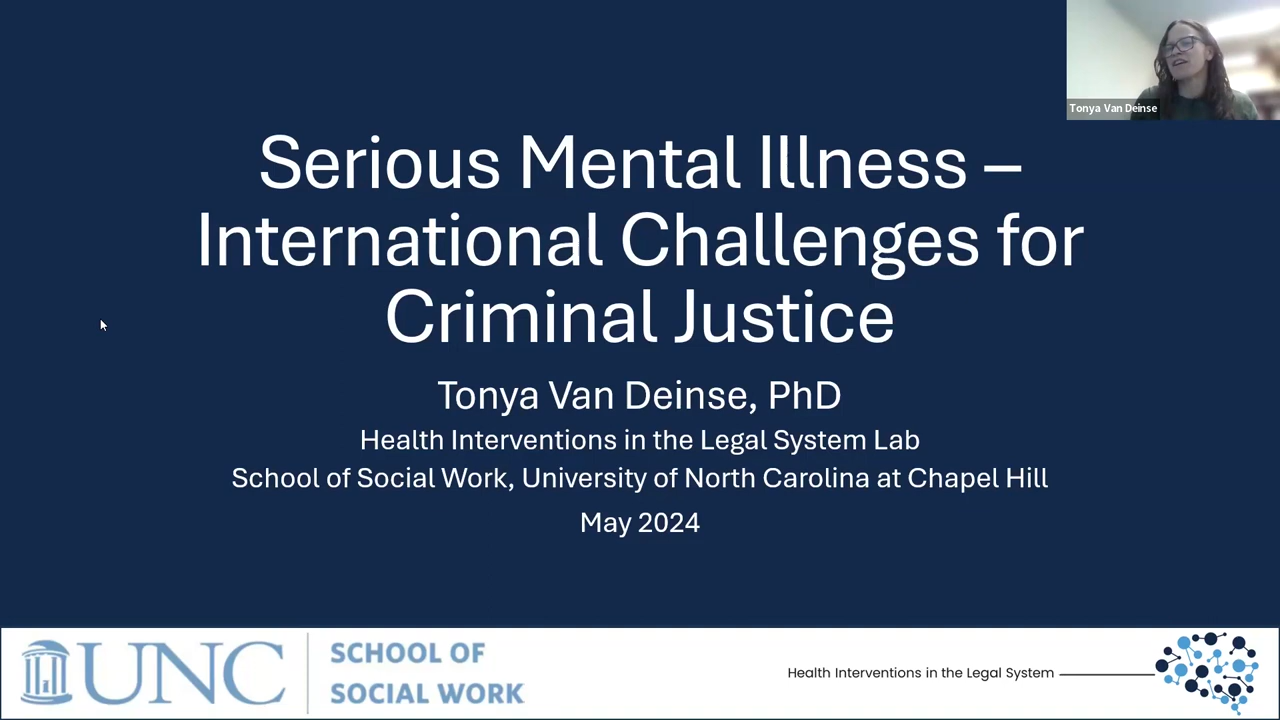 Tonya Van Deinse
Serious Mental Illness –
International Challenges for
Criminal Justice
Tonya Van Deinse, PhD
Health Interventions in the Legal System Lab
School of Social Work, University of North Carolina at Chapel Hill
May 2024
UNC
SCHOOL OF
SOCIAL WORK
Health Interventions in the Legal System